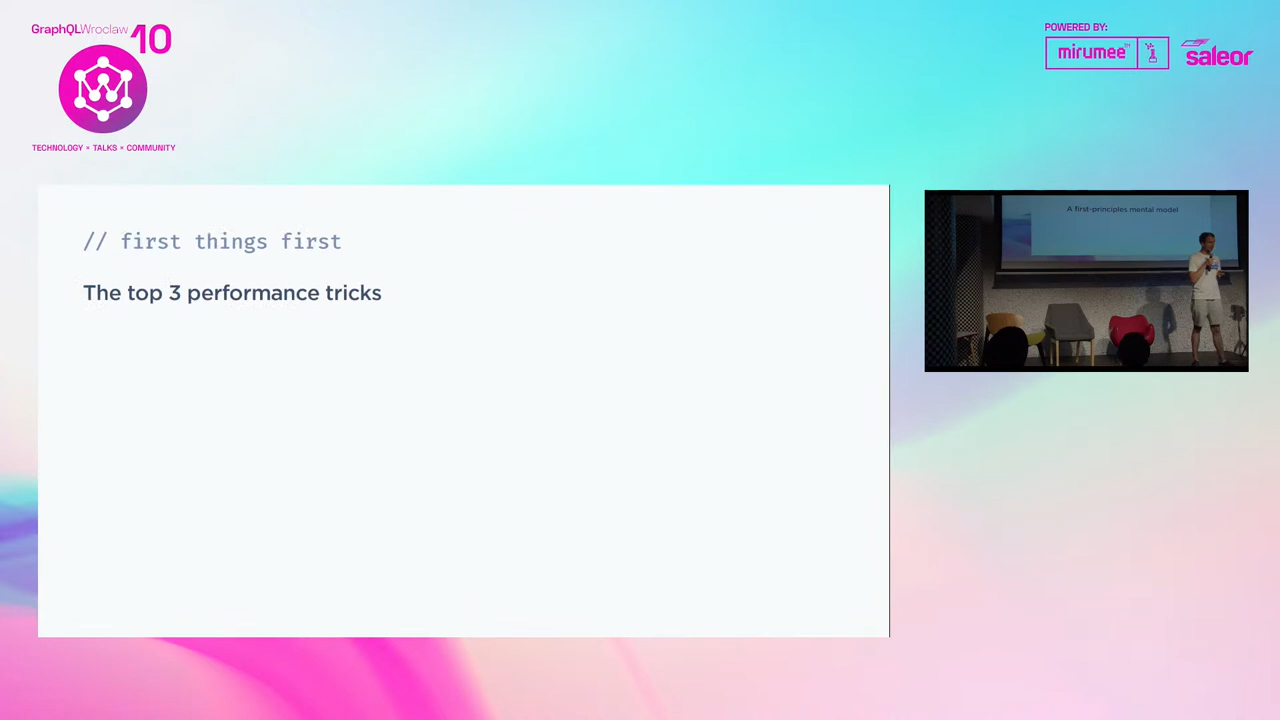 GraphQLWroclaw 10
TECHNOLOGY × TALKS × COMMUNITY
POWERED BY:
mirumee
saleor
// first things first
The top 3 performance tricks
A first-principles mental model